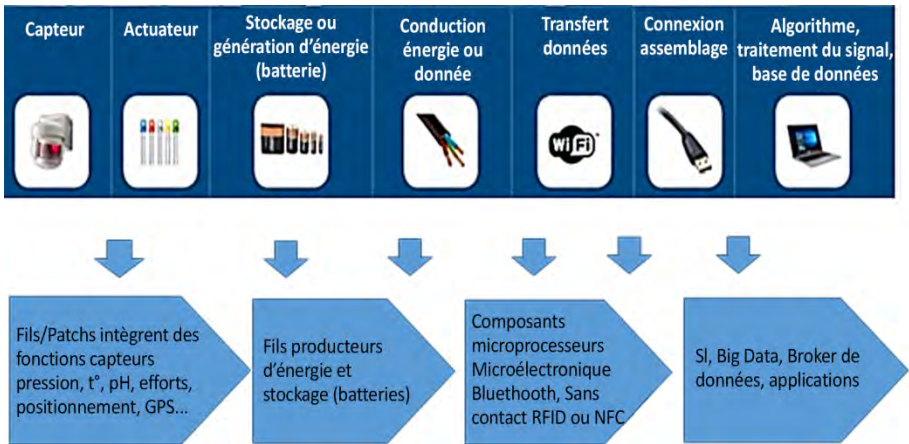 Capteur
Actuateur
Stockage ou
génération d'énergie
(batterie)
Conduction
énergie ou
donnée
Transfert
données
Connexion
assemblage
Algorithme,
traitement du signal,
base de données
WiFi
Fils/Patchs intègrent des
fonctions capteurs
pression, t°, pH, efforts,
positionnement, GPS...
Fils producteurs
d'énergie et
stockage (batteries)
Composants
microprocesseurs
Microélectronique
Bluethooth, Sans
contact RFID ou NFC
SI, Big Data, Broker de
données, applications